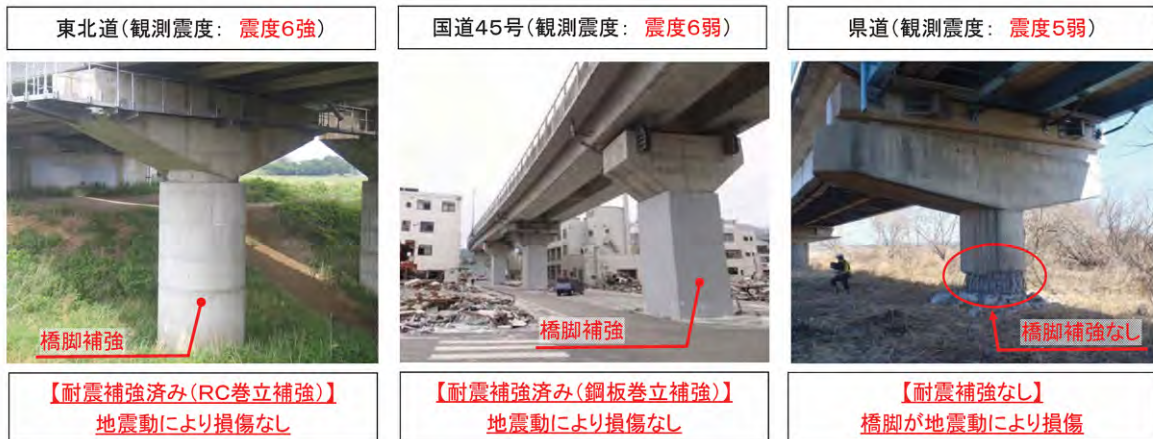 東北道(観測震度: 震度6強)
国道45号(観測震度: 震度6弱)
県道(観測震度: 震度5弱)
橋脚補強
橋脚補強
橋脚補強なし
【耐震補強済み(RC巻立補強)】
地震動により損傷なし
【耐震補強済み(鋼板巻立補強)】
地震動により損傷なし
【耐震補強なし】
橋脚が地震動により損傷